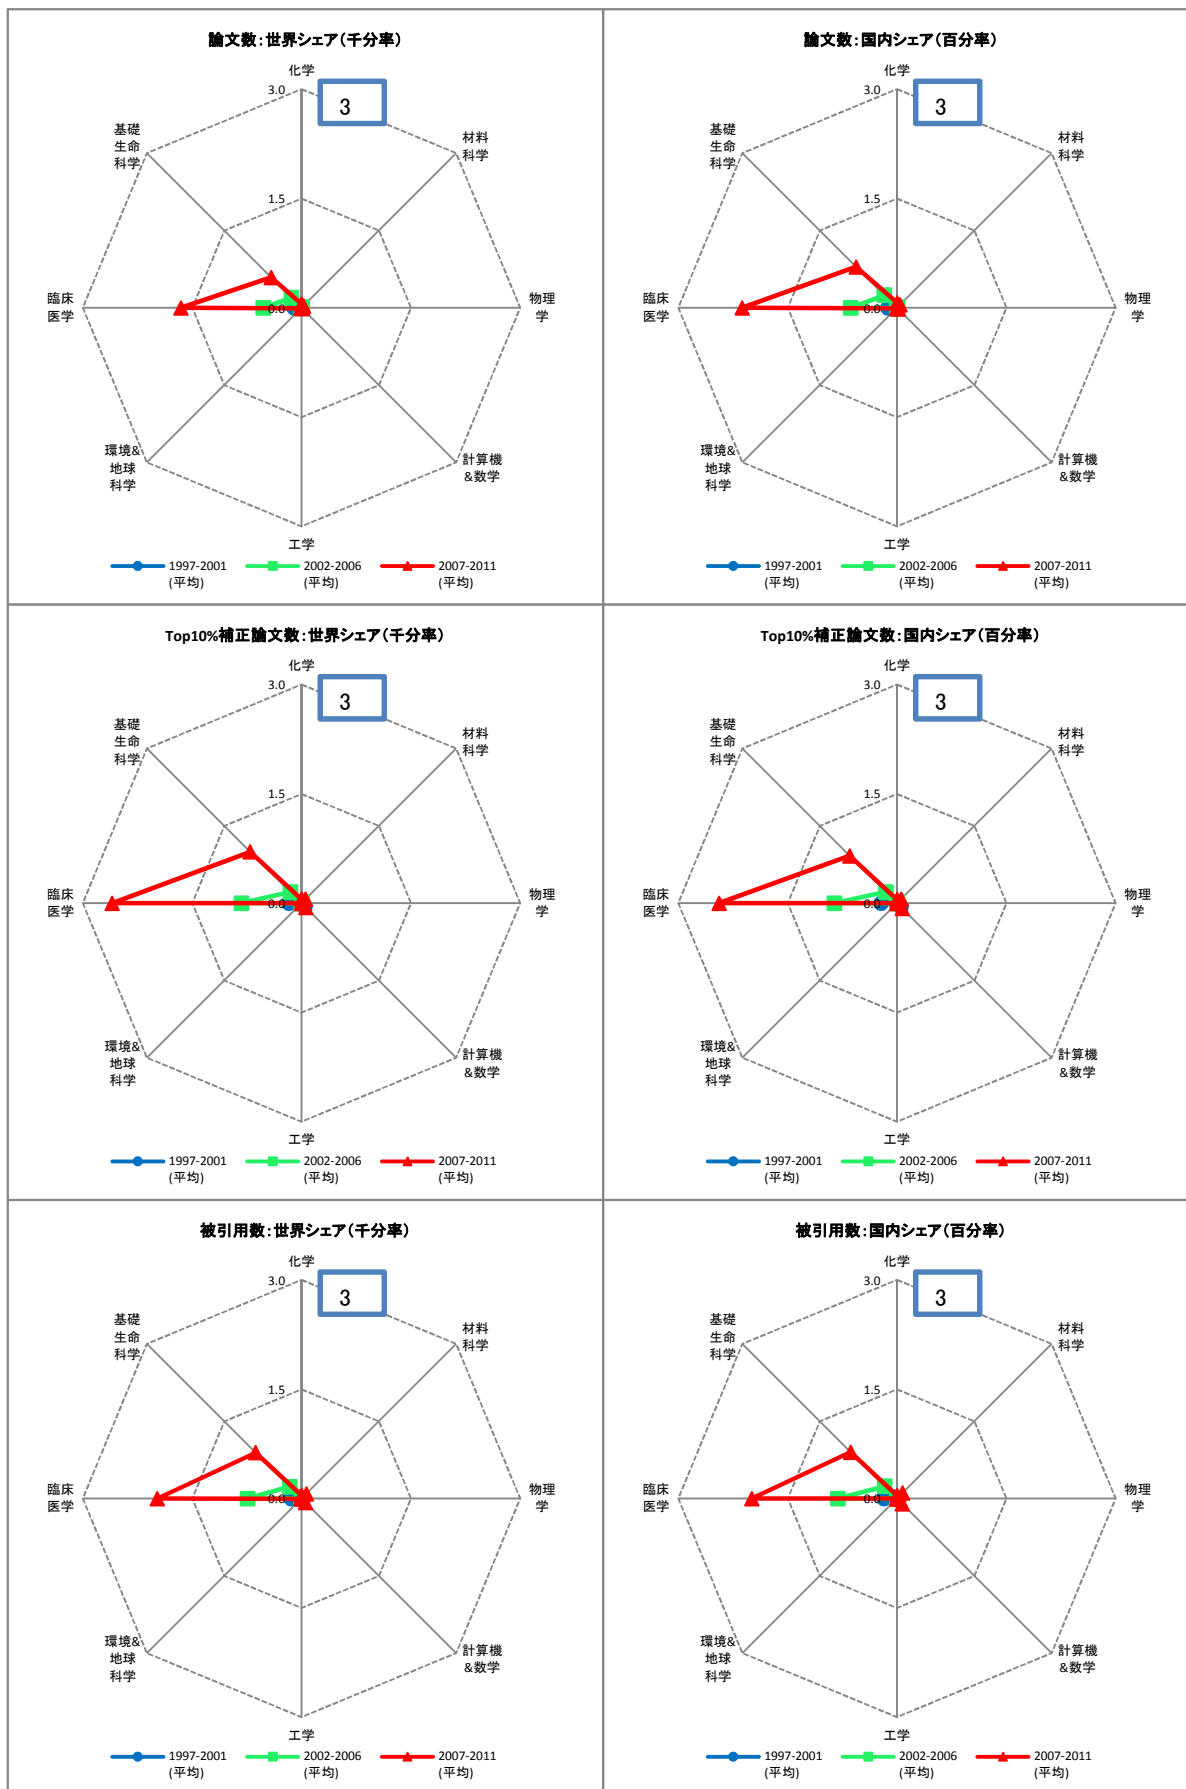 論文数：世界シェア（千分率）
化学
3.0
3
基礎
生命
科学
材料
科学
1.5
臨床
医学
0.0
物理
学
環境&
地球
科学
計算機
&数学
工学
1997-2001
(平均)
2002-2006
(平均)
2007-2011
(平均)
論文数：国内シェア（百分率）
化学
3.0
3
基礎
生命
科学
材料
科学
1.5
臨床
医学
0.0
物理
学
環境&
地球
科学
計算機
&数学
工学
1997-2001
(平均)
2002-2006
(平均)
2007-2011
(平均)
Top10%補正論文数：世界シェア（千分率）
化学
3.0
3
基礎
生命
科学
材料
科学
1.5
臨床
医学
0.0
物理
学
環境&
地球
科学
計算機
&数学
工学
1997-2001
(平均)
2002-2006
(平均)
2007-2011
(平均)
Top10%補正論文数：国内シェア（百分率）
化学
3.0
3
基礎
生命
科学
材料
科学
1.5
臨床
医学
0.0
物理
学
環境&
地球
科学
計算機
&数学
工学
1997-2001
(平均)
2002-2006
(平均)
2007-2011
(平均)
被引用数：世界シェア（千分率）
化学
3.0
3
基礎
生命
科学
材料
科学
1.5
臨床
医学
0.0
物理
学
環境&
地球
科学
計算機
&数学
工学
1997-2001
(平均)
2002-2006
(平均)
2007-2011
(平均)
被引用数：国内シェア（百分率）
化学
3.0
3
基礎
生命
科学
材料
科学
1.5
臨床
医学
0.0
物理
学
環境&
地球
科学
計算機
&数学
工学
1997-2001
(平均)
2002-2006
(平均)
2007-2011
(平均)